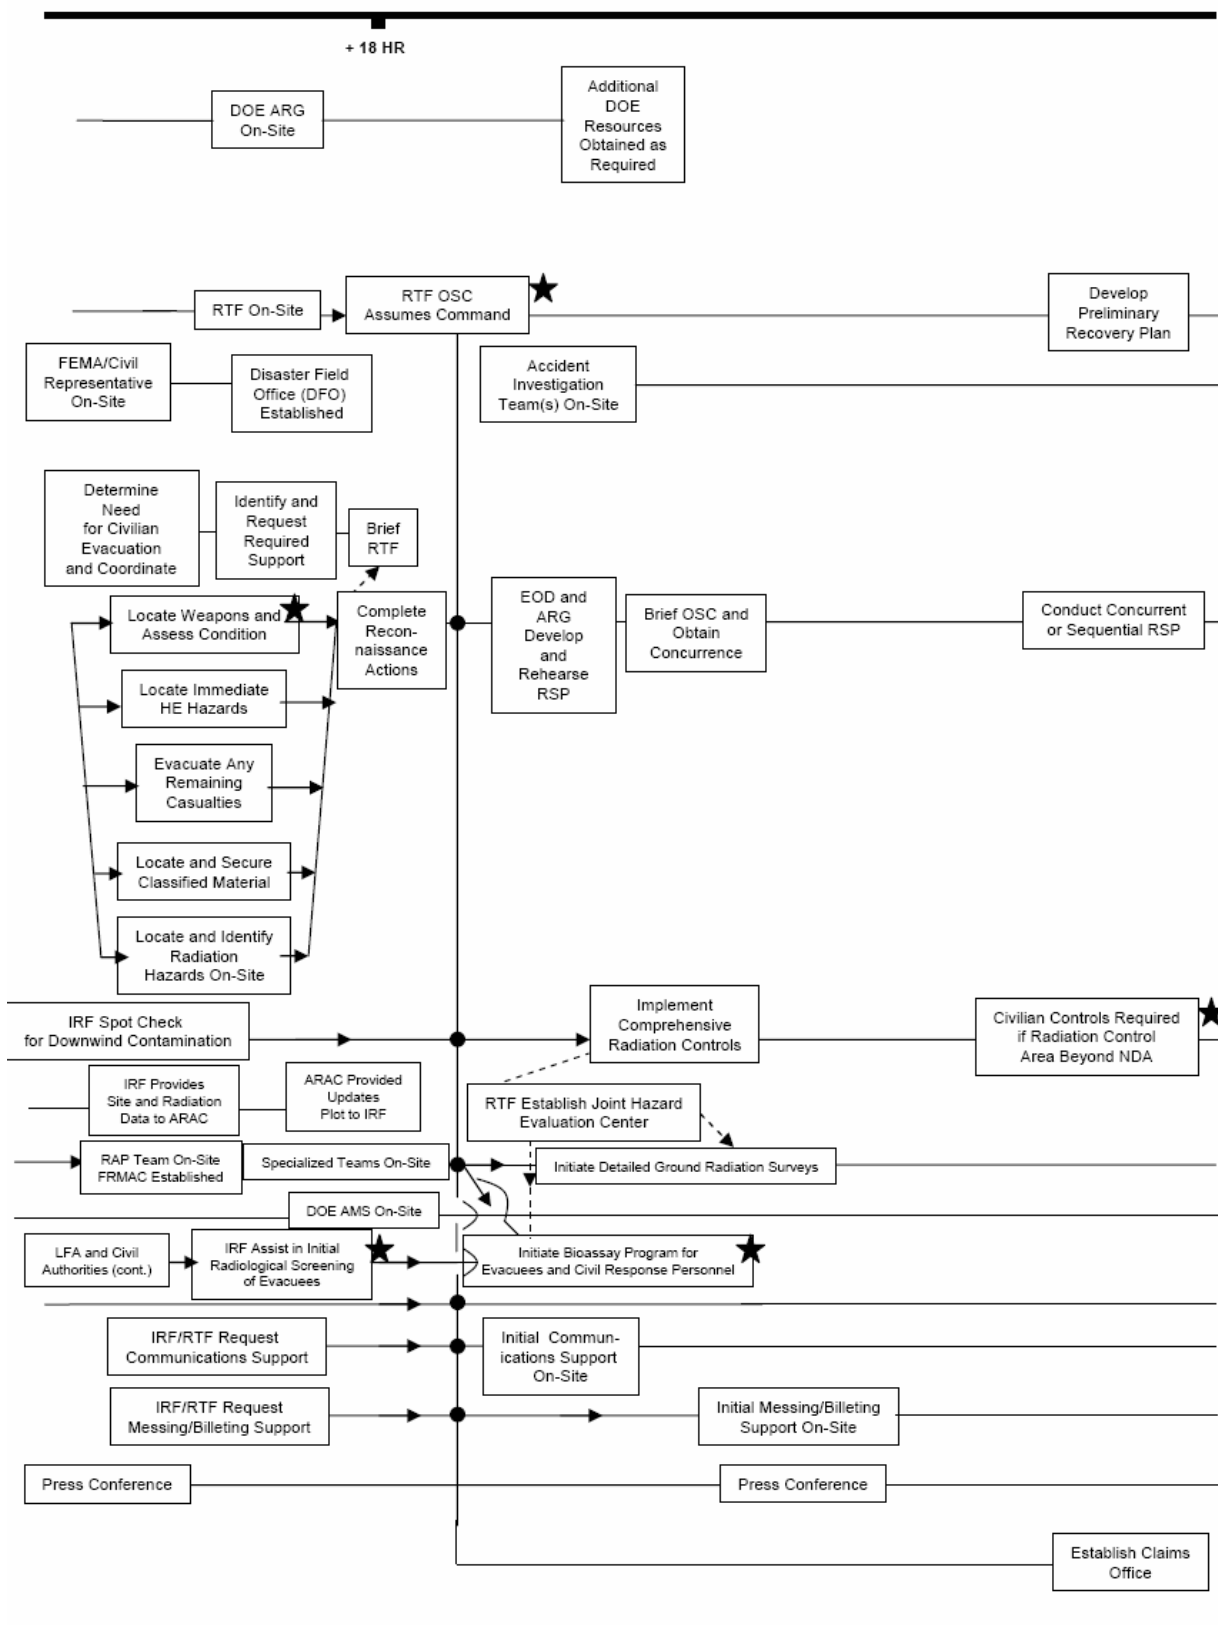 + 18 HR
DOE ARG
On-Site
Additional
DOE
Resources
Obtained as
Required
RTF On-Site
RTF OSC
Assumes Command
Develop
Preliminary
Recovery Plan
FEMA/Civil
Representative
On-Site
Disaster Field
Office (DFO)
Established
Accident
Investigation
Team(s) On-Site
Determine
Need
for Civilian
Evacuation
and Coordinate
Identify and
Request
Required
Support
Brief
RTF
Locate Weapons and
Assess Condition
Complete
Recon-
naissance
Actions
EOD and
ARG
Develop
and
Rehearse
RSP
Brief OSC and
Obtain
Concurrence
Conduct Concurrent
or Sequential RSP
Locate Immediate
HE Hazards
Evacuate Any
Remaining
Casualties
Locate and Secure
Classified Material
Locate and Identify
Radiation
Hazards On-Site
IRF Spot Check
for Downwind Contamination
Implement
Comprehensive
Radiation Controls
Civilian Controls Required
if Radiation Control
Area Beyond NDA
IRF Provides
Site and Radiation
Data to ARAC
ARAC Provided
Updates
Plot to IRF
RTF Establish Joint Hazard
Evaluation Center
RAP Team On-Site
FRMAC Established
Specialized Teams On-Site
Initiate Detailed Ground Radiation Surveys
DOE AMS On-Site
LFA and Civil
Authorities (cont.)
IRF Assist in Initial
Radiological Screening
of Evacuees
Initiate Bioassay Program for
Evacuees and Civil Response Personnel
IRF/RTF Request
Communications Support
Initial Commun-
ications Support
On-Site
IRF/RTF Request
Messing/Billeting Support
Initial Messing/Billeting
Support On-Site
Press Conference
Press Conference
Establish Claims
Office